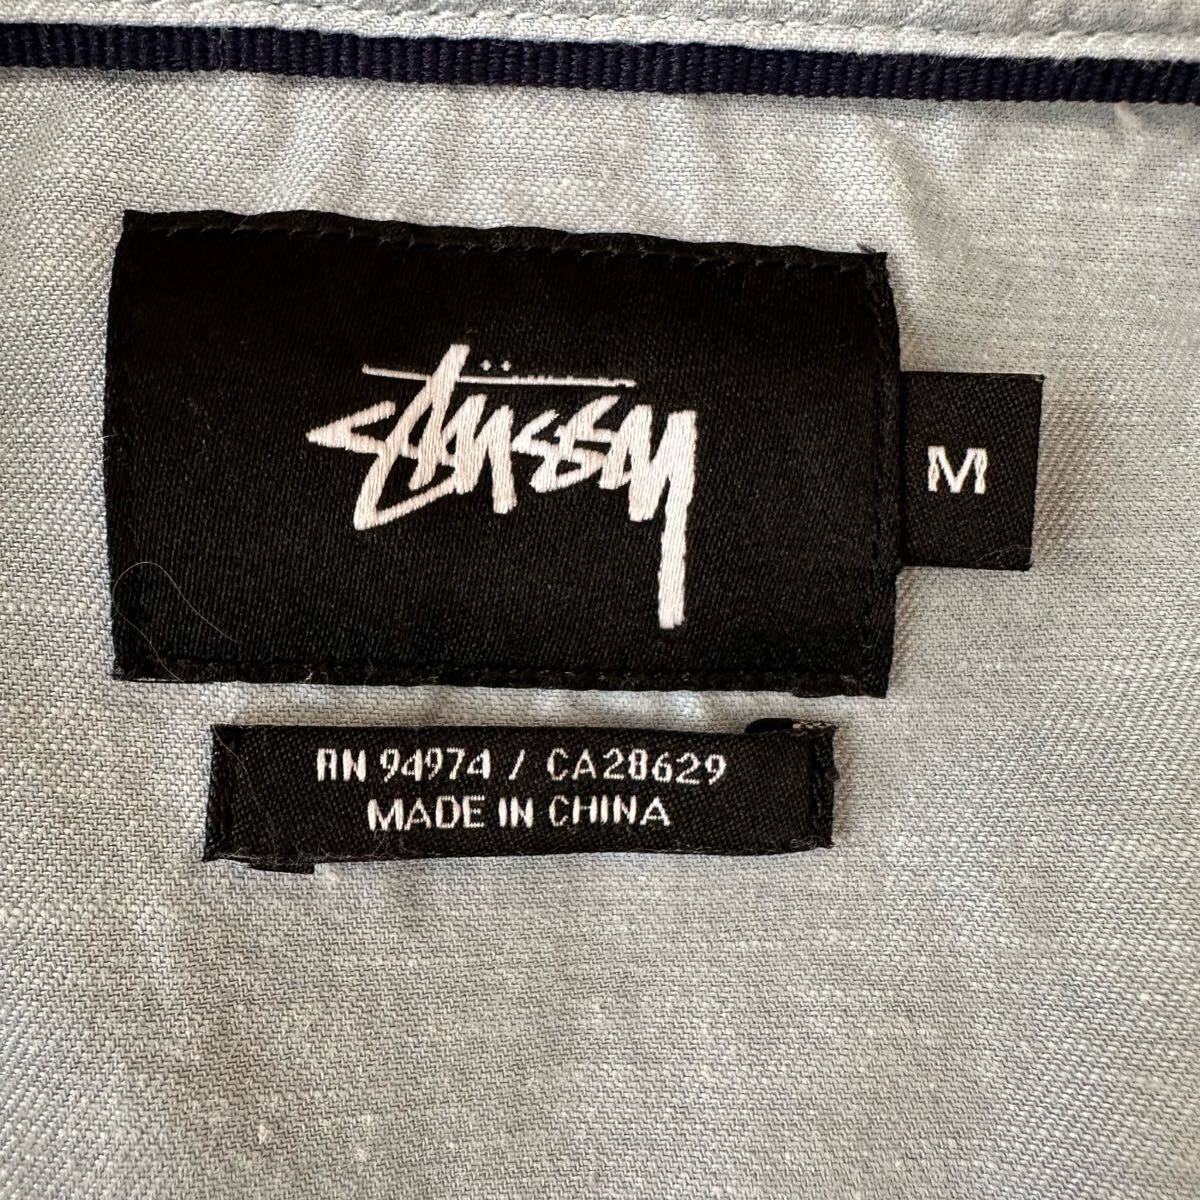 Stüssy
M
RN 94974 / CA28629
MADE IN CHINA